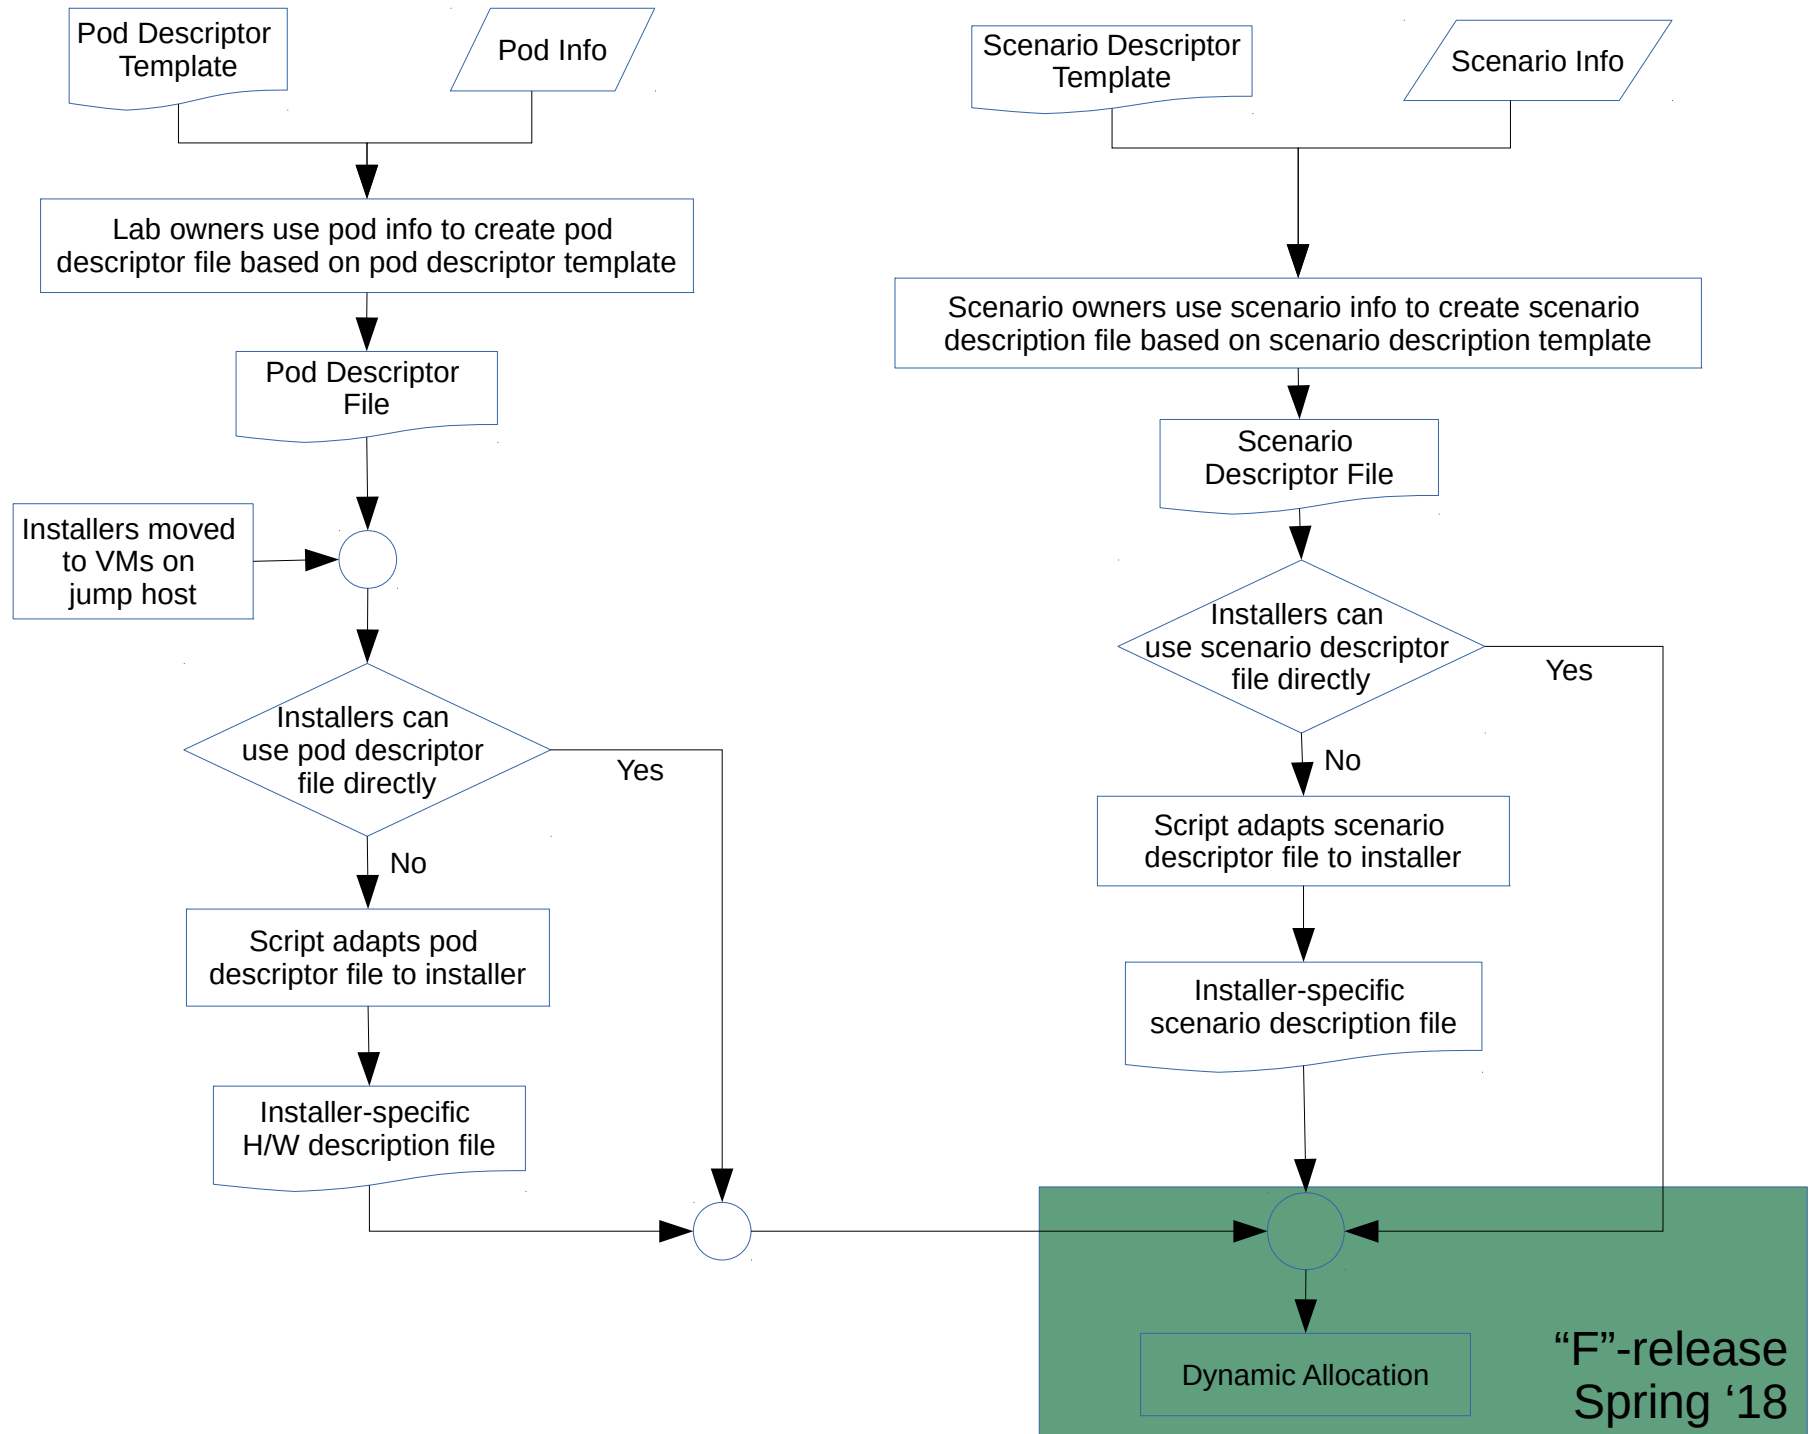 Pod Descriptor
Template
Pod Info
Lab owners use pod info to create pod
descriptor file based on pod descriptor template
Pod Descriptor
File
Installers moved
to VMs on
jump host
Installers can
use pod descriptor
file directly
Yes
No
Script adapts pod
descriptor file to installer
Installer-specific
H/W description file
Scenario Descriptor
Template
Scenario Info
Scenario owners use scenario info to create scenario
description file based on scenario description template
Scenario
Descriptor File
Installers can
use scenario descriptor
file directly
Yes
No
Script adapts scenario
descriptor file to installer
Installer-specific
scenario description file
Dynamic Allocation
“F”-release
Spring ‘18